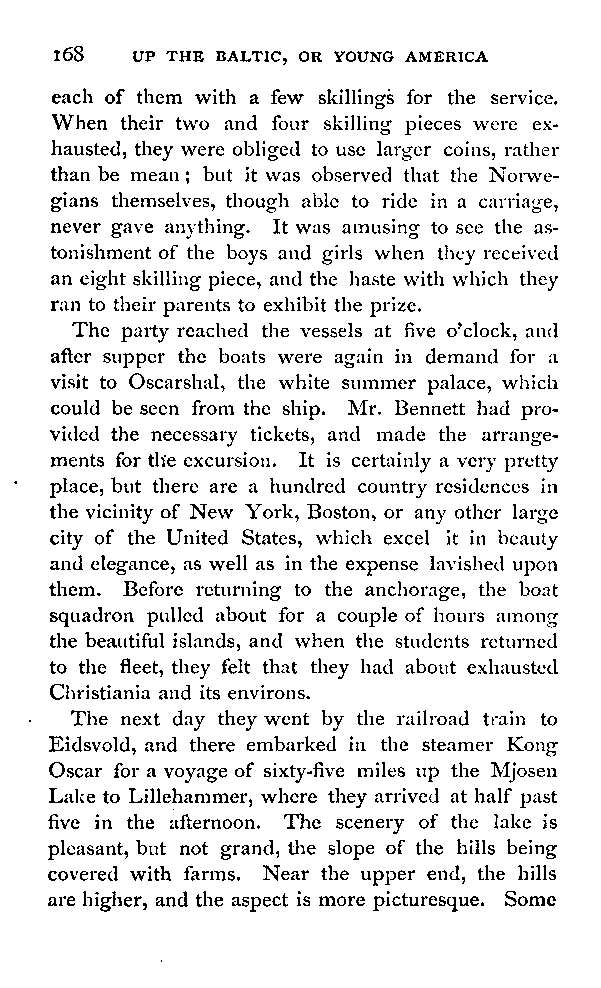 168 UP THE BALTIC, OR YOUNG AMERICA
each of them with a few skillings for the service.
When their two and four skilling pieces were ex-
hausted, they were obliged to use larger coins, rather
than be mean; but it was observed that the Norwe-
gians themselves, though able to ride in a carriage,
never gave anything. It was amusing to see the as-
tonishment of the boys and girls when they received
an eight skilling piece, and the haste with which they
ran to their parents to exhibit the prize.
The party reached the vessels at five o'clock, and
after supper the boats were again in demand for a
visit to Oscarshal, the white summer palace, which
could be seen from the ship. Mr. Bennett had pro-
vided the necessary tickets, and made the arrange-
ments for the excursion. It is certainly a very pretty
place, but there are a hundred country residences in
the vicinity of New York, Boston, or any other large
city of the United States, which excel it in beauty
and elegance, as well as in the expense lavished upon
them. Before returning to the anchorage, the boat
squadron pulled about for a couple of hours among
the beautiful islands, and when the students returned
to the fleet, they felt that they had about exhausted
Christiania and its environs.
The next day they went by the railroad train to
Eidsvold, and there embarked in the steamer Kong
Oscar for a voyage of sixty-five miles up the Mjosen
Lake to Lillehammer, where they arrived at half past
five in the afternoon. The scenery of the lake is
pleasant, but not grand, the slope of the hills being
covered with farms. Near the upper end, the hills
are higher, and the aspect is more picturesque. Some